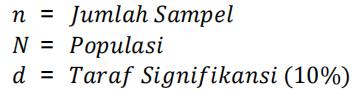 n = Jumlah Sampel
N = Populasi
d = Taraf Signifikansi (10%)